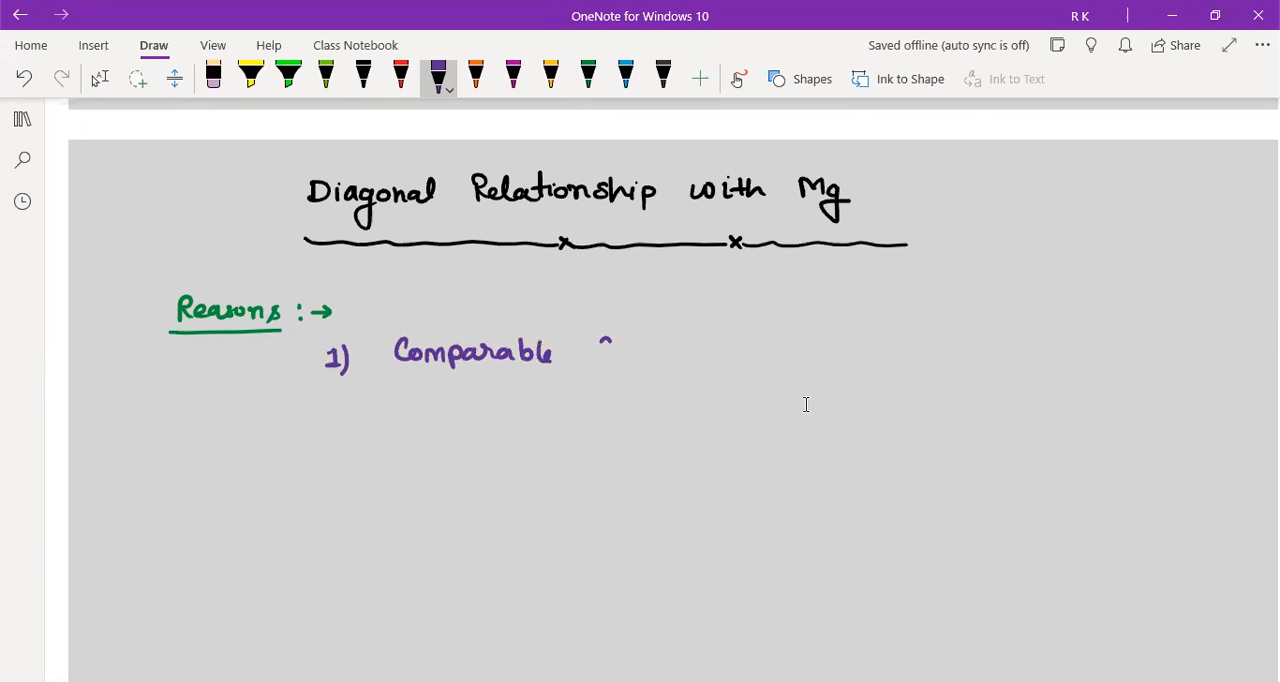 OneNote for Windows 10
R K
Home Insert Draw View Help Class Notebook
Saved offline (auto sync is off) Share
Shapes Ink to Shape Ink to Text
Diagonal Relationship with Mg
Reasons :→
1) Comparable